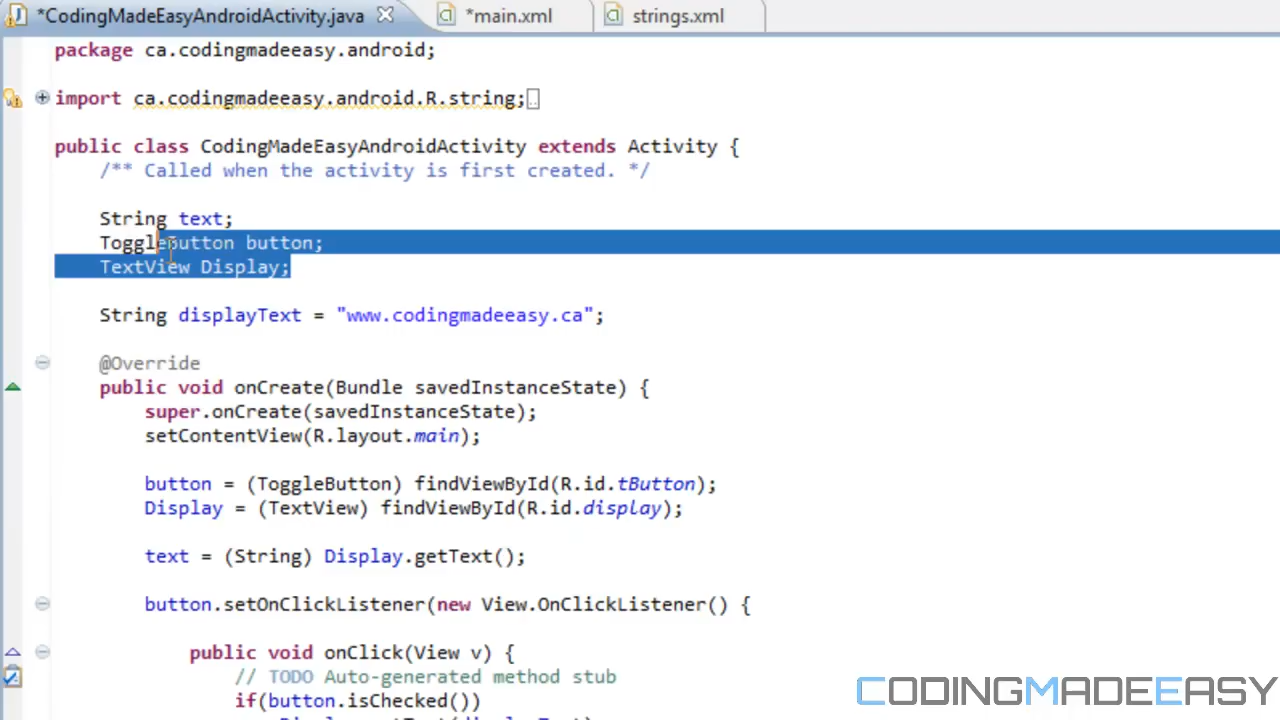 *CodingMadeEasyAndroidActivity.java
*main.xml
strings.xml
package ca.codingmadeeasy.android;
import ca.codingmadeeasy.android.R.string;
public class CodingMadeEasyAndroidActivity extends Activity {
/** Called when the activity is first created. */
String text;
ToggleButton button;
TextView Display;
String displayText = "www.codingmadeeasy.ca";
@Override
public void onCreate(Bundle savedInstanceState) {
super.onCreate(savedInstanceState);
setContentView(R.layout.main);
button = (ToggleButton) findViewById(R.id.tButton);
Display = (TextView) findViewById(R.id.display);
text = (String) Display.getText();
button.setOnClickListener(new View.OnClickListener() {
public void onClick(View v) {
// TODO Auto-generated method stub
if(button.isChecked())
CODINGMADEEASY